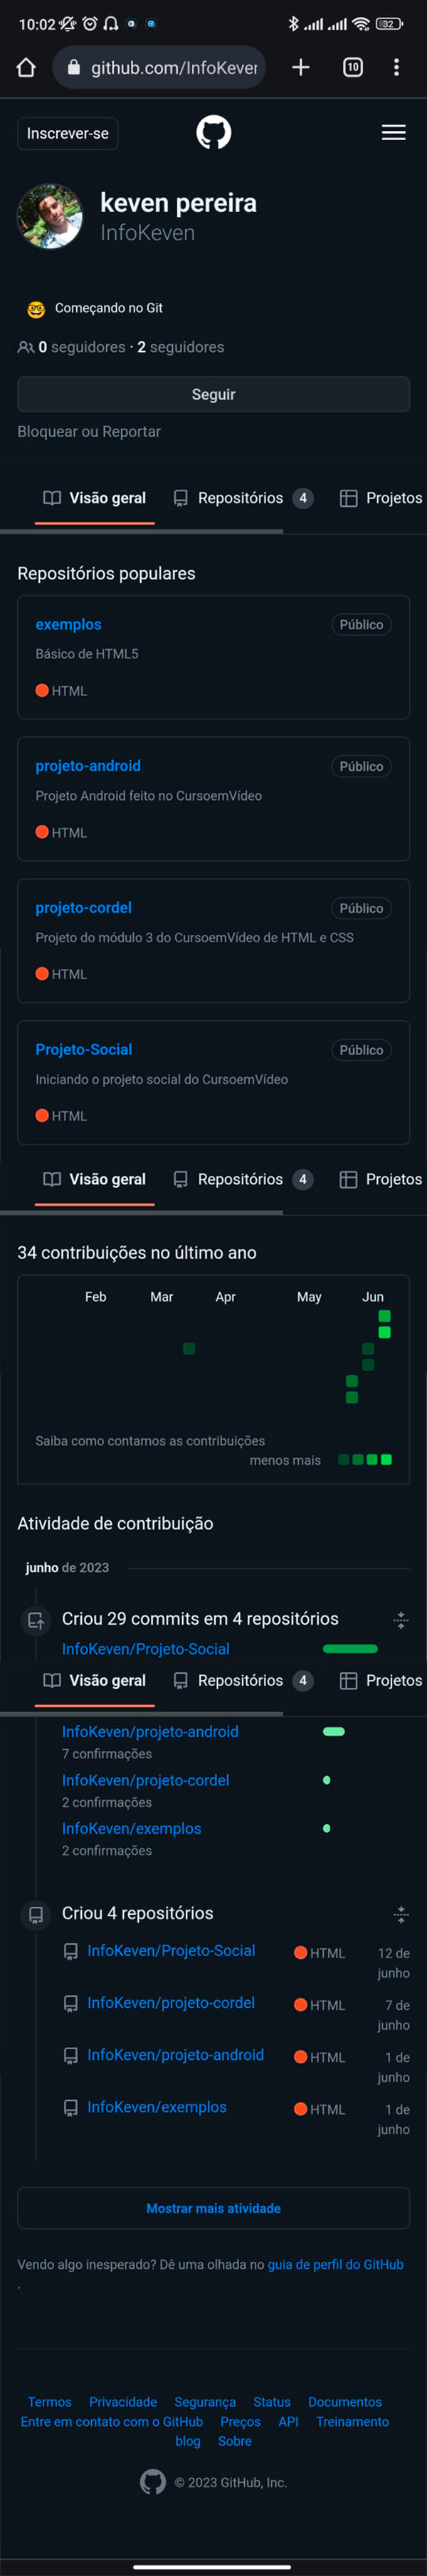 10:02
32
github.com/InfoKever
10
Inscrever-se
keven pereira
InfoKeven
Começando no Git
0 seguidores · 2 seguidores
Seguir
Bloquear ou Reportar
Visão geral Repositórios 4 Projetos
Repositórios populares
exemplos Público
Básico de HTML5
HTML
projeto-android Público
Projeto Android feito no CursoemVídeo
HTML
projeto-cordel Público
Projeto do módulo 3 do CursoemVídeo de HTML e CSS
HTML
Projeto-Social Público
Iniciando o projeto social do CursoemVídeo
HTML
Visão geral Repositórios 4 Projetos
34 contribuições no último ano
Feb Mar Apr May Jun
Saiba como contamos as contribuições
menos mais
Atividade de contribuição
junho de 2023
Criou 29 commits em 4 repositórios
InfoKeven/Projeto-Social
Visão geral Repositórios 4 Projetos
InfoKeven/projeto-android
7 confirmações
InfoKeven/projeto-cordel
2 confirmações
InfoKeven/exemplos
2 confirmações
Criou 4 repositórios
InfoKeven/Projeto-Social HTML 12 de
junho
InfoKeven/projeto-cordel HTML 7 de
junho
InfoKeven/projeto-android HTML 1 de
junho
InfoKeven/exemplos HTML 1 de
junho
Mostrar mais atividade
Vendo algo inesperado? Dê uma olhada no guia de perfil do GitHub
.
Termos Privacidade Segurança Status Documentos
Entre em contato com o GitHub Preços API Treinamento
blog Sobre
© 2023 GitHub, Inc.